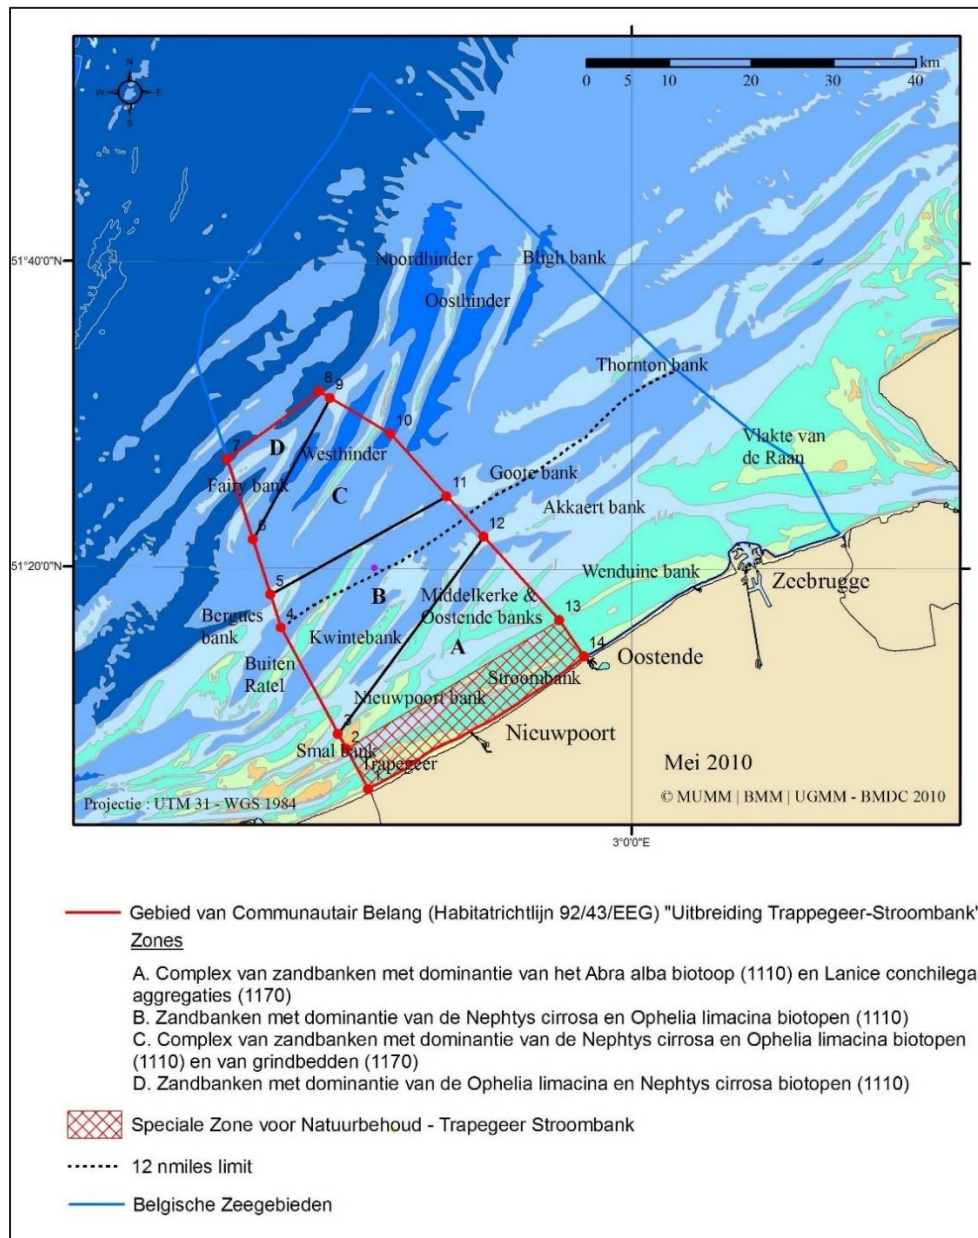 N
W E
S
km
0 5 10 20 30 40
51°40'0"N
Noordhinder
Bligh bank
Oosthinder
Thornton bank
8
9
10
D
Westhinder
Vlakte van
de Raan
7
Fairy bank
C
Goote bank
11
Akkaert bank
12
6
51°20'0"N
5
B
Wenduine bank
Zeebrugge
Middelkerke &
Oostende banks
13
Bergues
bank
4
Kwintebank
A
14
Oostende
Buiten
Ratel
Stroombank
Nieuwpoort bank
Nieuwpoort
3
2
Smal bank
Trapegeer
1
Mei 2010
Projectie : UTM 31 - WGS 1984
© MUMM | BMM | UGMM - BMDC 2010
3°0'0"E
Gebied van Communautair Belang (Habitatrichtlijn 92/43/EEG) "Uitbreiding Trappegeer-Stroombank"
Zones
A. Complex van zandbanken met dominantie van het Abra alba biotoop (1110) en Lanice conchilega
aggregaties (1170)
B. Zandbanken met dominantie van de Nephtys cirrosa en Ophelia limacina biotopen (1110)
C. Complex van zandbanken met dominantie van de Nephtys cirrosa en Ophelia limacina biotopen
(1110) en van grindbedden (1170)
D. Zandbanken met dominantie van de Ophelia limacina en Nephtys cirrosa biotopen (1110)
Speciale Zone voor Natuurbehoud - Trapegeer Stroombank
12 nmiles limit
Belgische Zeegebieden